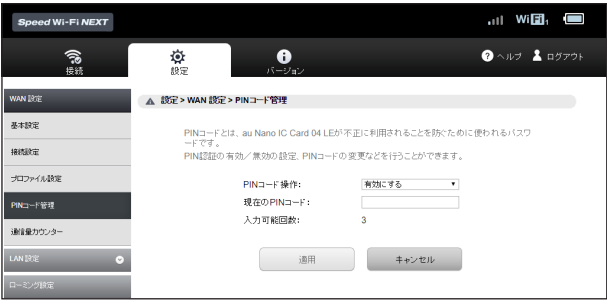 Speed Wi-Fi NEXT
WiFi 1
接続
設定
バージョン
ヘルプ
ログアウト
WAN 設定
基本設定
接続設定
プロファイル設定
PINコード管理
通信量カウンター
LAN 設定
ローミング設定
設定 > WAN 設定 > PINコード管理
PINコードとは、au Nano IC Card 04 LEが不正に利用されることを防ぐために使われるパスワ
ードです。
PIN認証の有効／無効の設定、PINコードの変更などを行うことができます。
PINコード操作: 有効にする
現在のPINコード:
入力可能回数: 3
適用 キャンセル